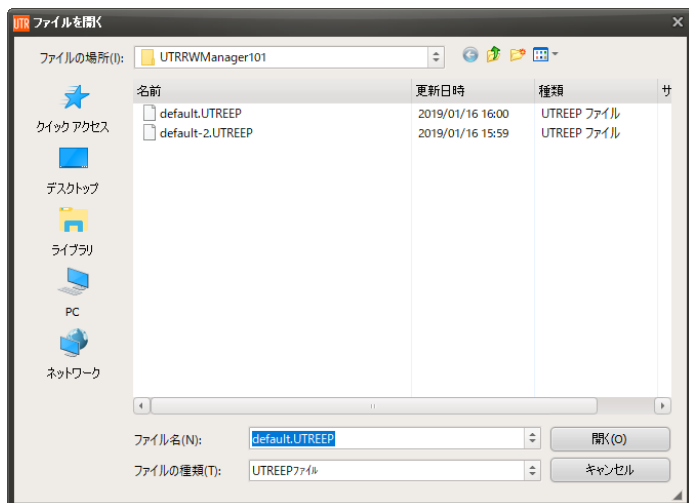 UTR ファイルを開く
ファイルの場所(I): UTRRWManager101
名前 更新日時 種類 サ
default.UTREEP 2019/01/16 16:00 UTREEP ファイル
default-2.UTREEP 2019/01/16 15:59 UTREEP ファイル
クイック アクセス
デスクトップ
ライブラリ
PC
ネットワーク
ファイル名(N): default.UTREEP 開く(O)
ファイルの種類(T): UTREEPファイル キャンセル